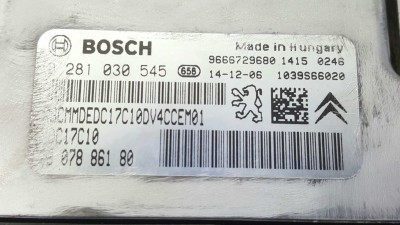 BOSCH
Made in Hungary
9666729680 1415 0246
281 030 545 658
14-12-06 1039S66020
CMMDEDC17C10DV4CCEM01
C17C10
078 861 80